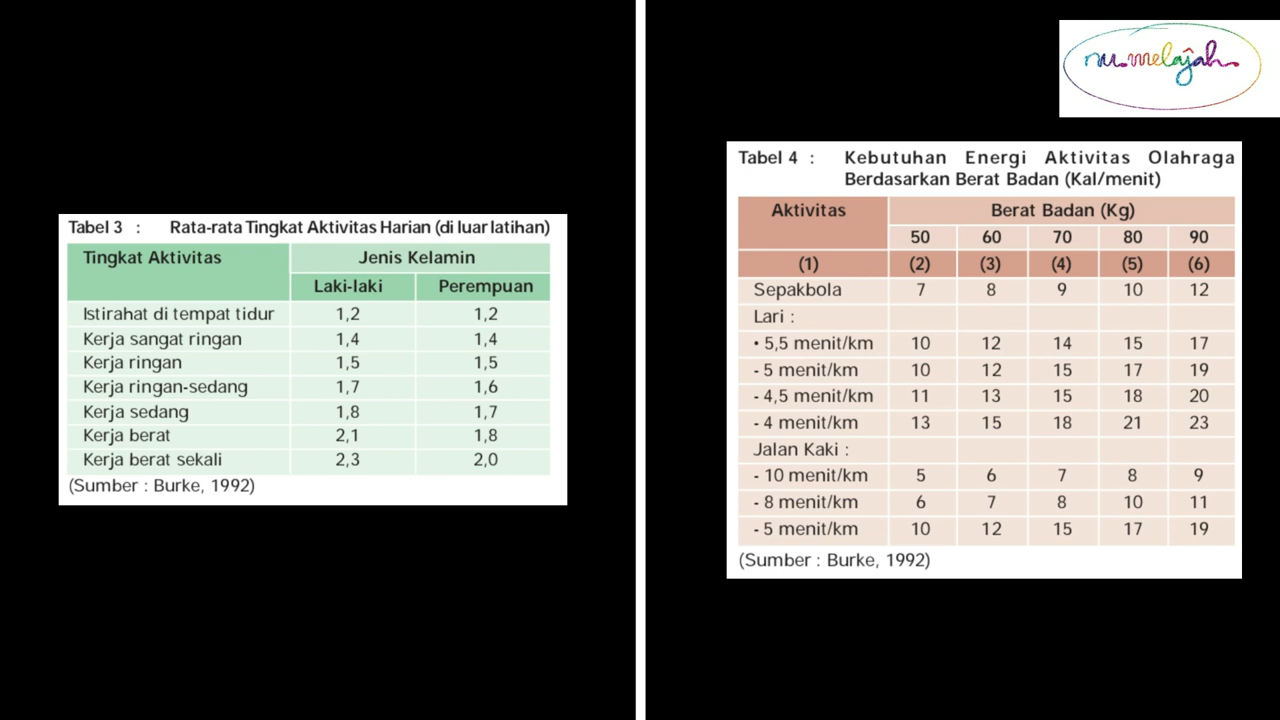 nu.melajah
Tabel 3 : Rata-rata Tingkat Aktivitas Harian (di luar latihan)
Tingkat Aktivitas Jenis Kelamin
Laki-laki Perempuan
Istirahat di tempat tidur 1,2 1,2
Kerja sangat ringan 1,4 1,4
Kerja ringan 1,5 1,5
Kerja ringan-sedang 1,7 1,6
Kerja sedang 1,8 1,7
Kerja berat 2,1 1,8
Kerja berat sekali 2,3 2,0
(Sumber : Burke, 1992)
Tabel 4 : Kebutuhan Energi Aktivitas Olahraga
Berdasarkan Berat Badan (Kal/menit)
Aktivitas Berat Badan (Kg)
50 60 70 80 90
(1) (2) (3) (4) (5) (6)
Sepakbola 7 8 9 10 12
Lari :
• 5,5 menit/km 10 12 14 15 17
- 5 menit/km 10 12 15 17 19
- 4,5 menit/km 11 13 15 18 20
- 4 menit/km 13 15 18 21 23
Jalan Kaki :
- 10 menit/km 5 6 7 8 9
- 8 menit/km 6 7 8 10 11
- 5 menit/km 10 12 15 17 19
(Sumber : Burke, 1992)